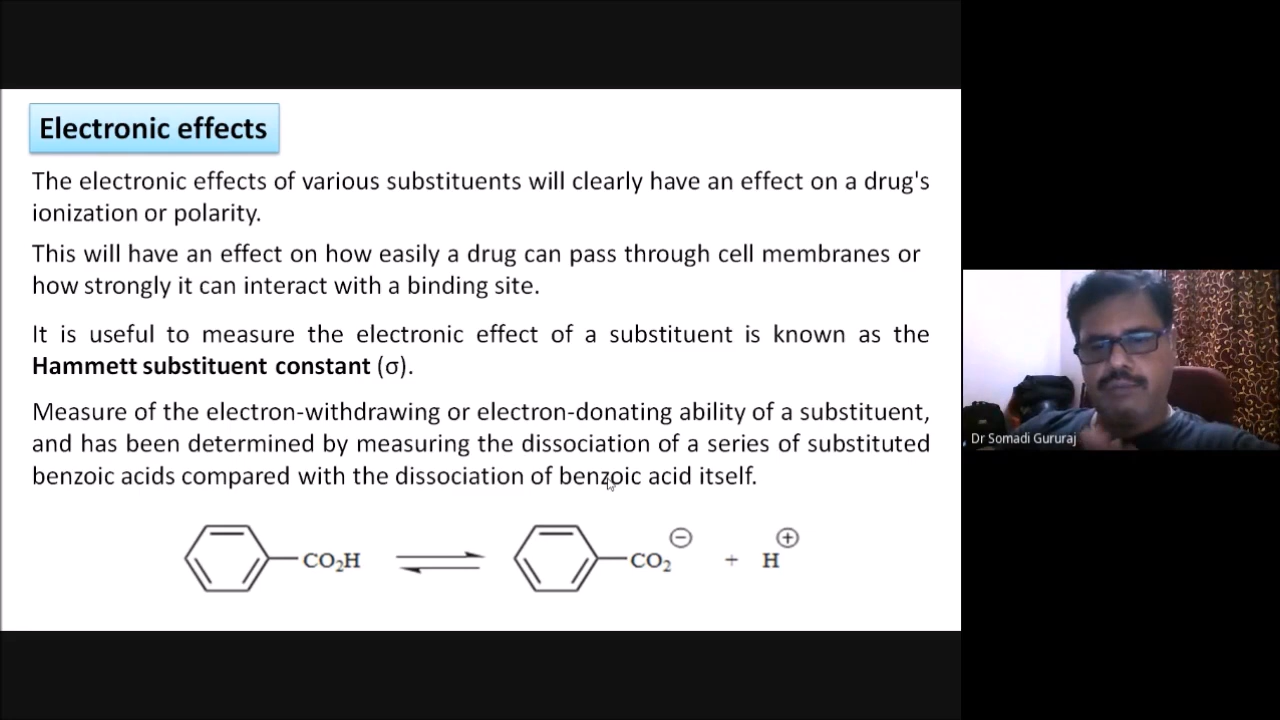 Electronic effects
The electronic effects of various substituents will clearly have an effect on a drug's
ionization or polarity.
This will have an effect on how easily a drug can pass through cell membranes or
how strongly it can interact with a binding site.
It is useful to measure the electronic effect of a substituent is known as the
Hammett substituent constant (σ).
Measure of the electron-withdrawing or electron-donating ability of a substituent,
and has been determined by measuring the dissociation of a series of substituted
benzoic acids compared with the dissociation of benzoic acid itself.
CO₂H ⇌ CO₂⊖ + H⊕
Dr Somadi Gururaj